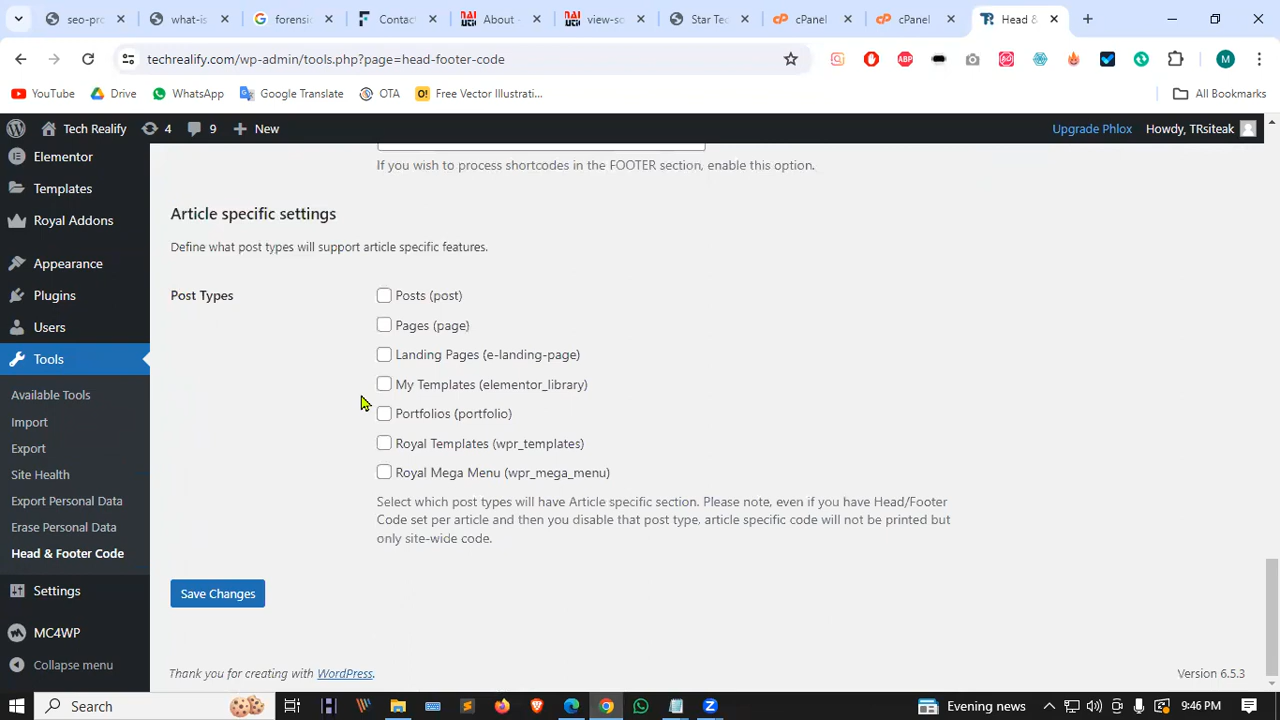 seo-pro
what-is
forensic
Contact
About -
view-so
Star Tec
cPanel
cPanel
Head &
techrealify.com/wp-admin/tools.php?page=head-footer-code
M
YouTube
Drive
WhatsApp
Google Translate
OTA
Free Vector Illustrati...
All Bookmarks
Tech Realify
4
9
New
Upgrade Phlox
Howdy, TRsiteak
Elementor
Templates
Royal Addons
Appearance
Plugins
Users
Tools
Available Tools
Import
Export
Site Health
Export Personal Data
Erase Personal Data
Head & Footer Code
Settings
MC4WP
Collapse menu
If you wish to process shortcodes in the FOOTER section, enable this option.
Article specific settings
Define what post types will support article specific features.
Post Types
Posts (post)
Pages (page)
Landing Pages (e-landing-page)
My Templates (elementor_library)
Portfolios (portfolio)
Royal Templates (wpr_templates)
Royal Mega Menu (wpr_mega_menu)
Select which post types will have Article specific section. Please note, even if you have Head/Footer
Code set per article and then you disable that post type, article specific code will not be printed but
only site-wide code.
Save Changes
Thank you for creating with WordPress.
Version 6.5.3
Search
Evening news
9:46 PM